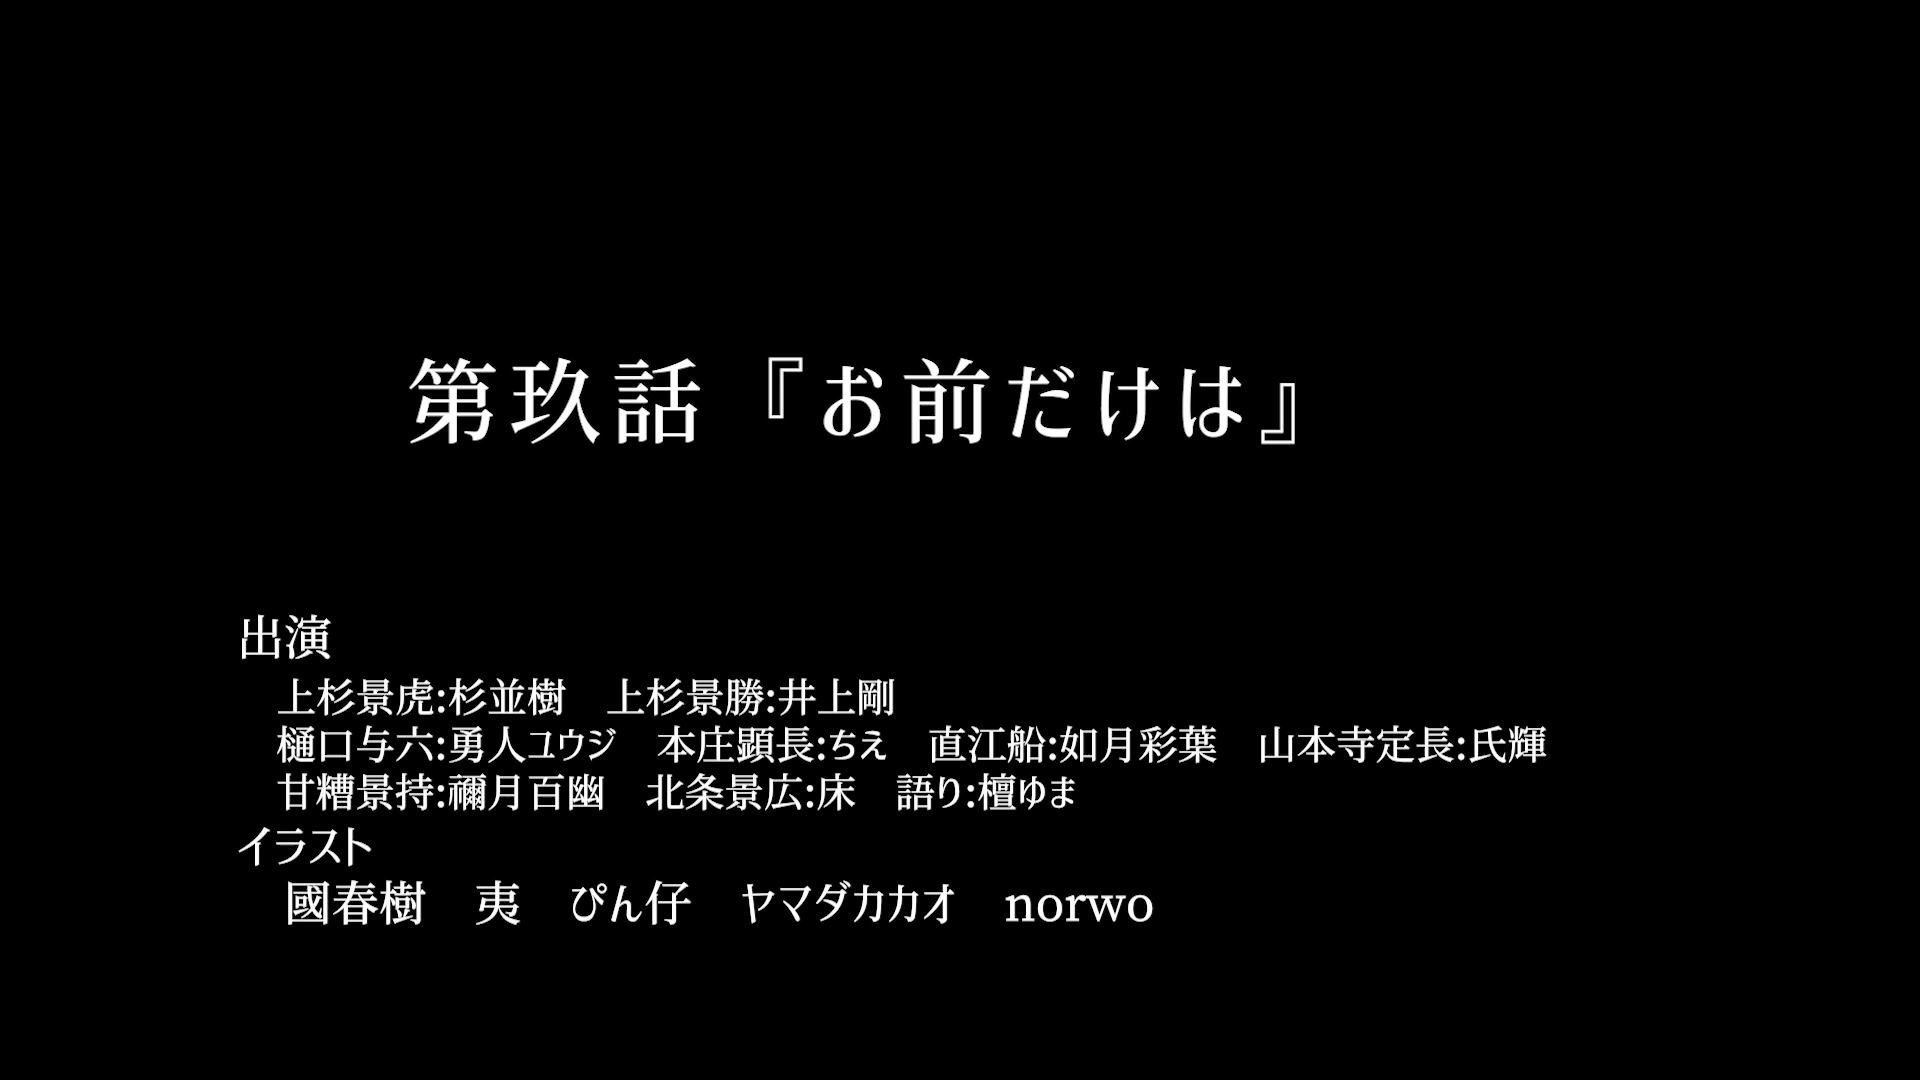 第玖話『お前だけは』
出演
上杉景虎:杉並樹　上杉景勝:井上剛
樋口与六:勇人ユウジ　本庄顕長:ちえ　直江船:如月彩葉　山本寺定長:氏輝
甘糟景持:禰月百幽　北条景広:床　語り:檀ゆま
イラスト
國春樹　夷　ぴん仔　ヤマダカカオ　norwo